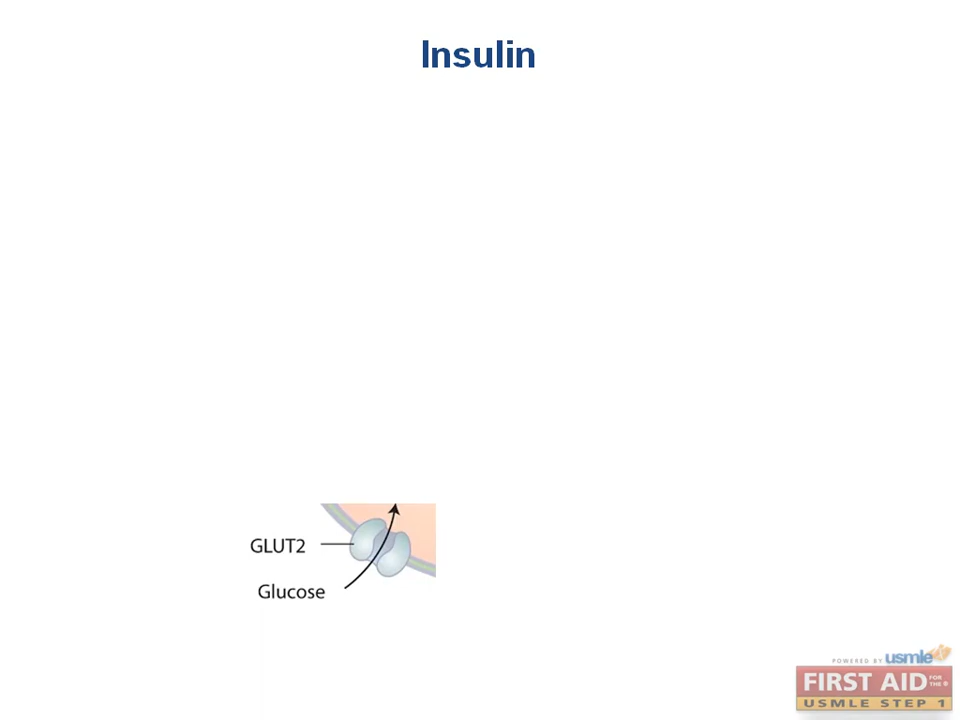 Insulin
GLUT2
Glucose
POWERED BY usmle
FIRST AID FOR THE ®
USMLE STEP 1